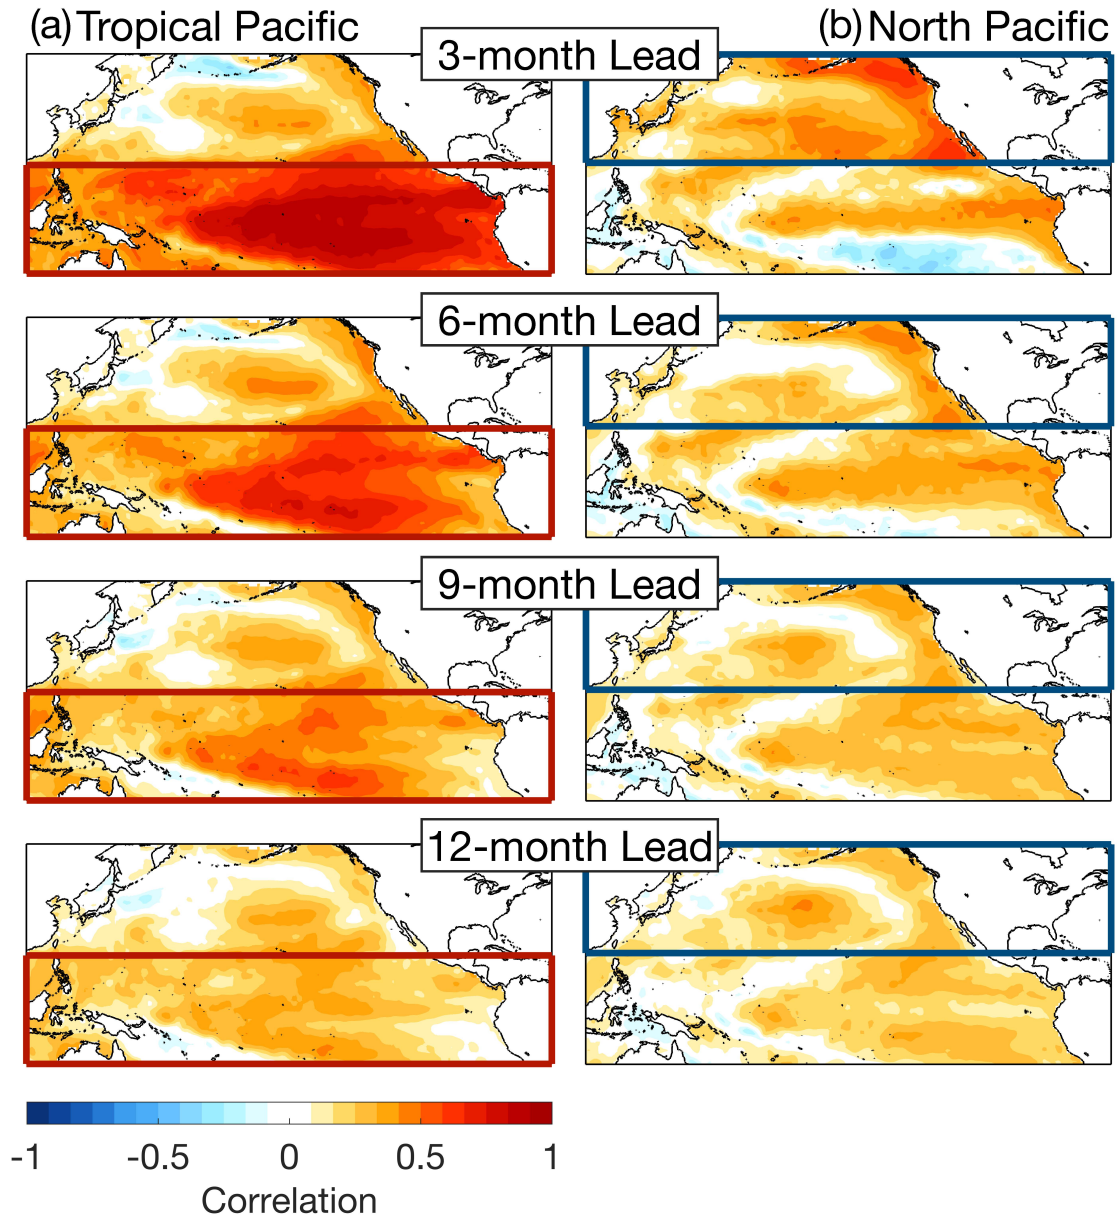 (a) Tropical Pacific
(b) North Pacific
3-month Lead
6-month Lead
9-month Lead
12-month Lead
-1 -0.5 0 0.5 1
Correlation